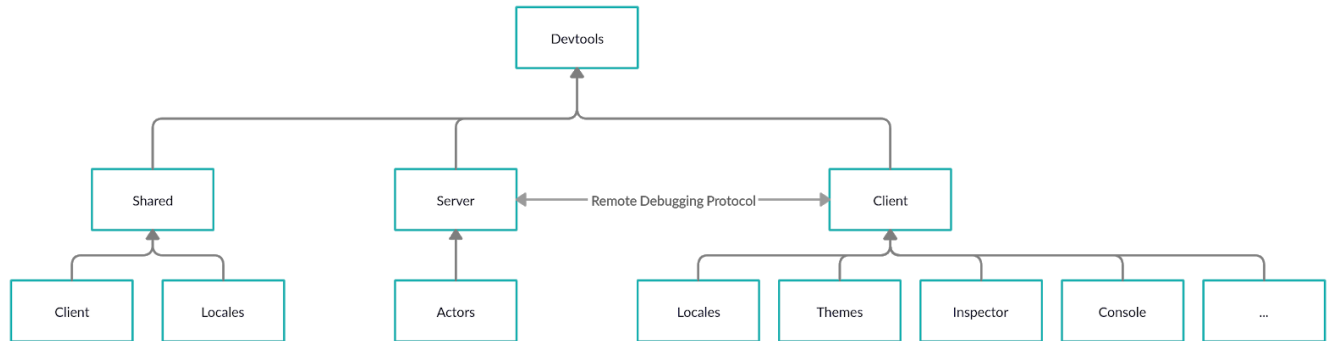 Devtools
Shared
Server
Remote Debugging Protocol
Client
Client
Locales
Actors
Locales
Themes
Inspector
Console
...